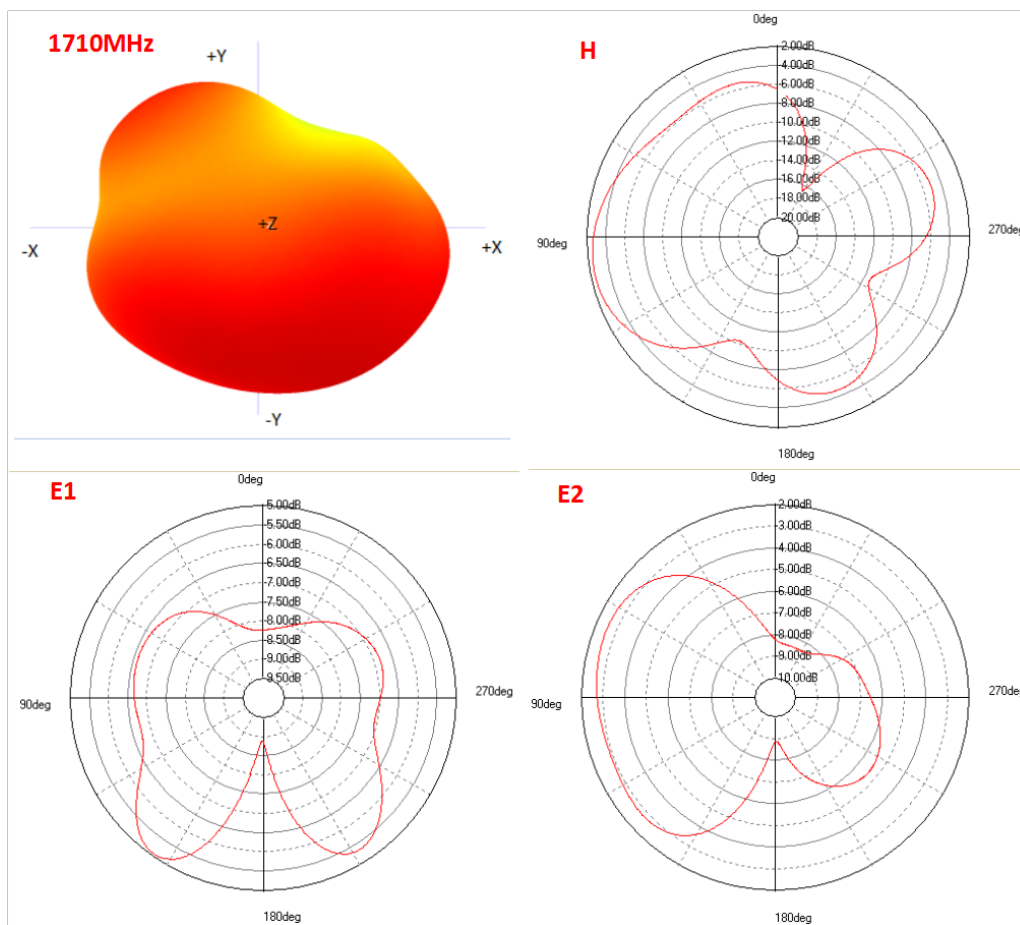 1710MHz
+Y
+Z
-X
+X
-Y
H
0deg
2.00dB
4.00dB
6.00dB
8.00dB
10.00dB
12.00dB
14.00dB
16.00dB
18.00dB
20.00dB
90deg
270deg
180deg
E1
0deg
5.00dB
5.50dB
6.00dB
6.50dB
7.00dB
7.50dB
8.00dB
8.50dB
9.00dB
9.50dB
90deg
270deg
180deg
E2
0deg
2.00dB
3.00dB
4.00dB
5.00dB
6.00dB
7.00dB
8.00dB
9.00dB
10.00dB
90deg
270deg
180deg